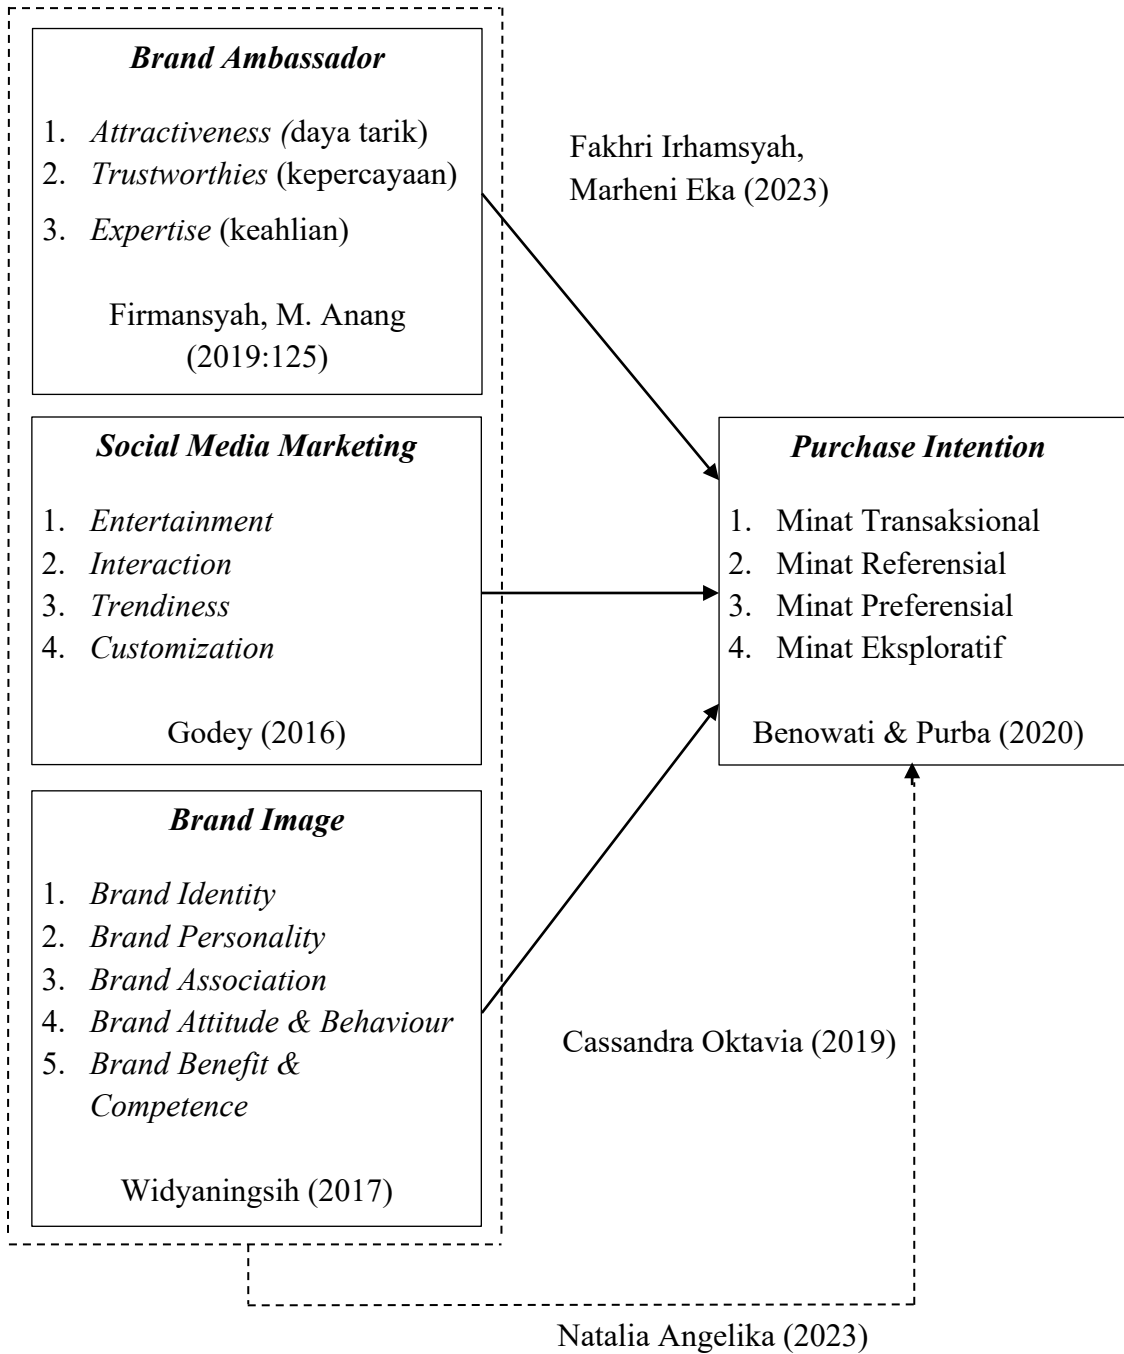 Brand Ambassador
1. Attractiveness (daya tarik)
2. Trustworthies (kepercayaan)
3. Expertise (keahlian)
Firmansyah, M. Anang
(2019:125)
Fakhri Irhamsyah,
Marheni Eka (2023)
Social Media Marketing
1. Entertainment
2. Interaction
3. Trendiness
4. Customization
Godey (2016)
Purchase Intention
1. Minat Transaksional
2. Minat Referensial
3. Minat Preferensial
4. Minat Eksploratif
Benowati & Purba (2020)
Brand Image
1. Brand Identity
2. Brand Personality
3. Brand Association
4. Brand Attitude & Behaviour
5. Brand Benefit &
Competence
Widyaningsih (2017)
Cassandra Oktavia (2019)
Natalia Angelika (2023)